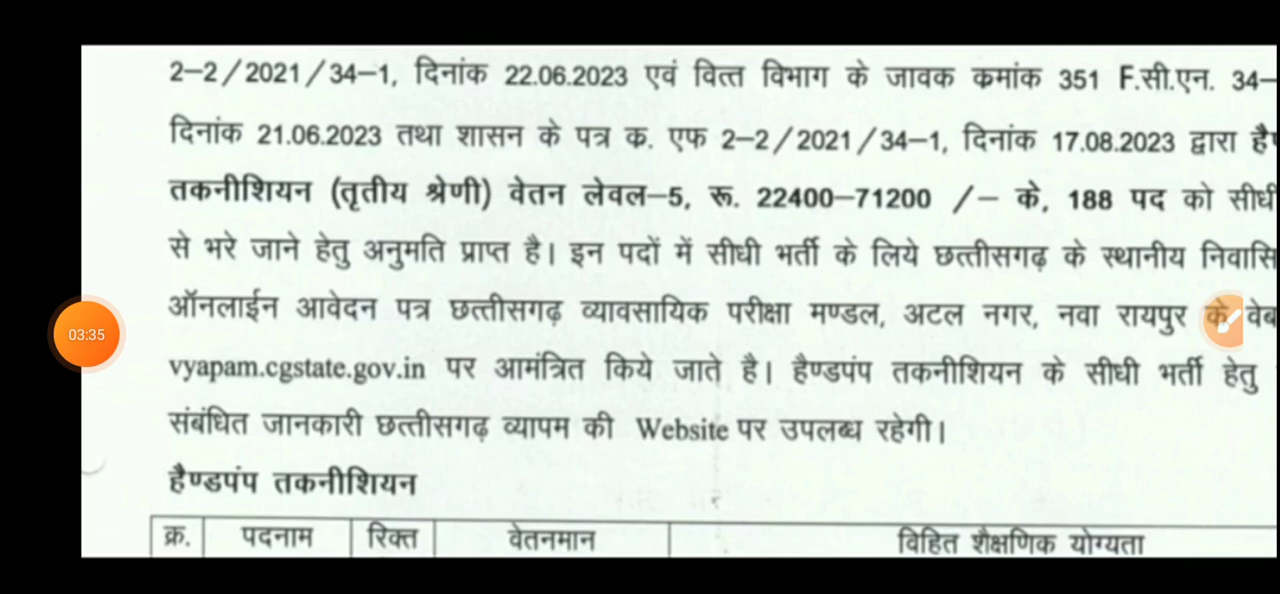 2–2/2021/34–1, दिनांक 22.06.2023 एवं वित्त विभाग के जावक क्रमांक 351 F.सी.एन. 34–
दिनांक 21.06.2023 तथा शासन के पत्र क. एफ 2–2/2021/34–1, दिनांक 17.08.2023 द्वारा
तकनीशियन (तृतीय श्रेणी) वेतन लेवल–5, रू. 22400–71200 /– के, 188 पद को सीधी
से भरे जाने हेतु अनुमति प्राप्त है। इन पदों में सीधी भर्ती के लिये छत्तीसगढ़ के स्थानीय
ऑनलाईन आवेदन पत्र छत्तीसगढ़ व्यावसायिक परीक्षा मण्डल, अटल नगर, नवा रायपुर के
03:35
vyapam.cgstate.gov.in पर आमंत्रित किये जाते है। हैण्डपंप तकनीशियन के सीधी भर्ती हेतु
संबंधित जानकारी छत्तीसगढ़ व्यापम की Website पर उपलब्ध रहेगी।
हैण्डपंप तकनीशियन
क्र. पदनाम रिक्त वेतनमान विहित शैक्षणिक योग्यता